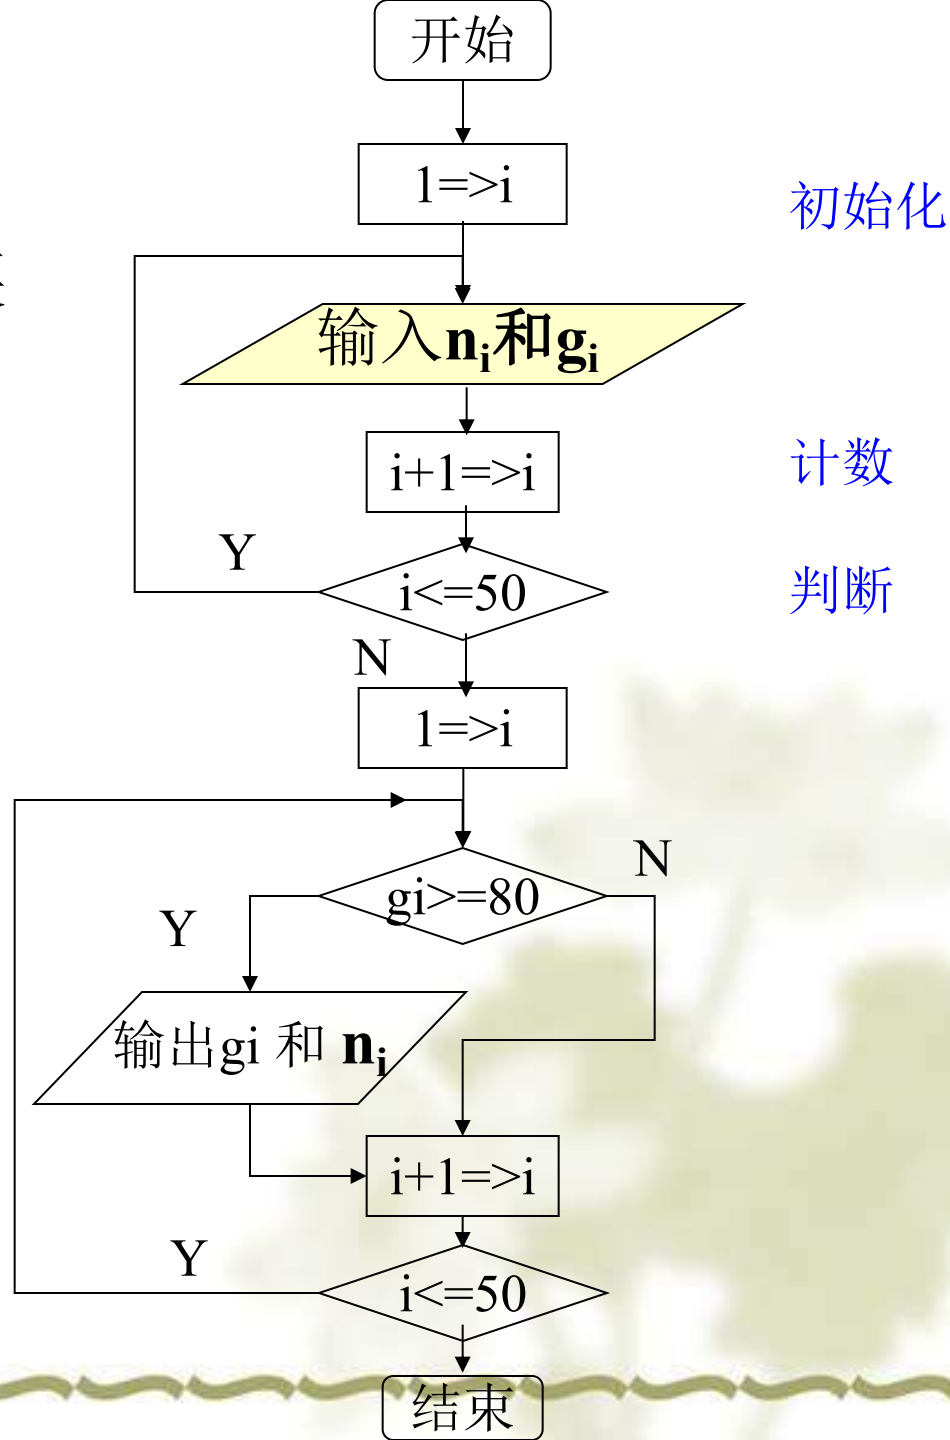 开始
1=>i
初始化
输入nᵢ和gᵢ
i+1=>i
计数
Y
i<=50
判断
N
1=>i
N
gi>=80
Y
输出gi 和 nᵢ
i+1=>i
Y
i<=50
结束